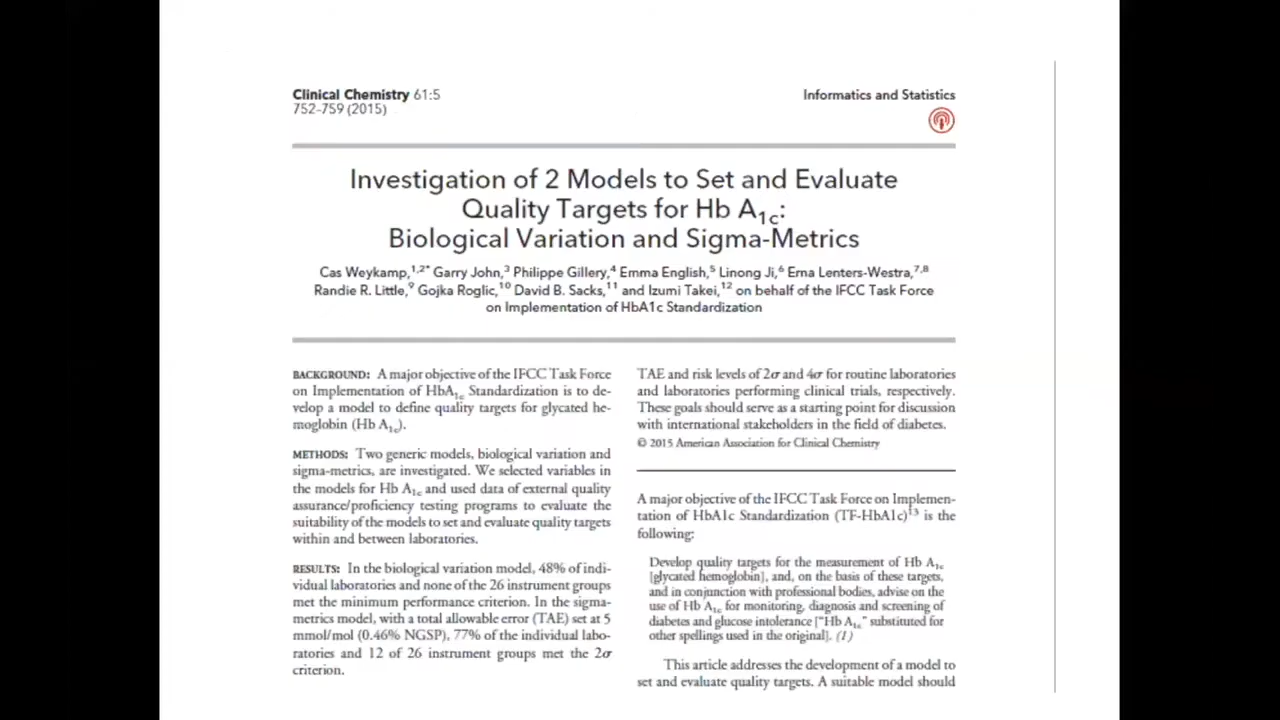 Clinical Chemistry 61:5
752–759 (2015)
Informatics and Statistics
Investigation of 2 Models to Set and Evaluate
Quality Targets for Hb A1c:
Biological Variation and Sigma-Metrics
Cas Weykamp,1,2* Garry John,3 Philippe Gillery,4 Emma English,5 Linong Ji,6 Erna Lenters-Westra,7,8
Randie R. Little,9 Gojka Roglic,10 David B. Sacks,11 and Izumi Takei,12 on behalf of the IFCC Task Force
on Implementation of HbA1c Standardization
BACKGROUND: A major objective of the IFCC Task Force
on Implementation of HbA1c Standardization is to de-
velop a model to define quality targets for glycated he-
moglobin (Hb A1c).
METHODS: Two generic models, biological variation and
sigma-metrics, are investigated. We selected variables in
the models for Hb A1c and used data of external quality
assurance/proficiency testing programs to evaluate the
suitability of the models to set and evaluate quality targets
within and between laboratories.
RESULTS: In the biological variation model, 48% of indi-
vidual laboratories and none of the 26 instrument groups
met the minimum performance criterion. In the sigma-
metrics model, with a total allowable error (TAE) set at 5
mmol/mol (0.46% NGSP), 77% of the individual labo-
ratories and 12 of 26 instrument groups met the 2σ
criterion.
TAE and risk levels of 2σ and 4σ for routine laboratories
and laboratories performing clinical trials, respectively.
These goals should serve as a starting point for discussion
with international stakeholders in the field of diabetes.
© 2015 American Association for Clinical Chemistry
A major objective of the IFCC Task Force on Implemen-
tation of HbA1c Standardization (TF-HbA1c)13 is the
following:
Develop quality targets for the measurement of Hb A1c
[glycated hemoglobin], and, on the basis of these targets,
and in conjunction with professional bodies, advise on the
use of Hb A1c for monitoring, diagnosis and screening of
diabetes and glucose intolerance ["Hb A1c" substituted for
other spellings used in the original]. (1)
This article addresses the development of a model to
set and evaluate quality targets. A suitable model should